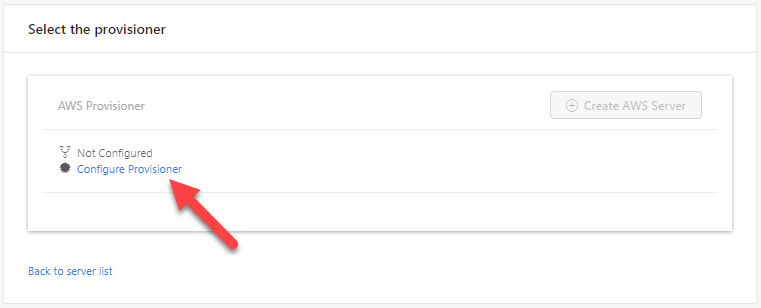 Select the provisioner
AWS Provisioner
Create AWS Server
Not Configured
Configure Provisioner
Back to server list